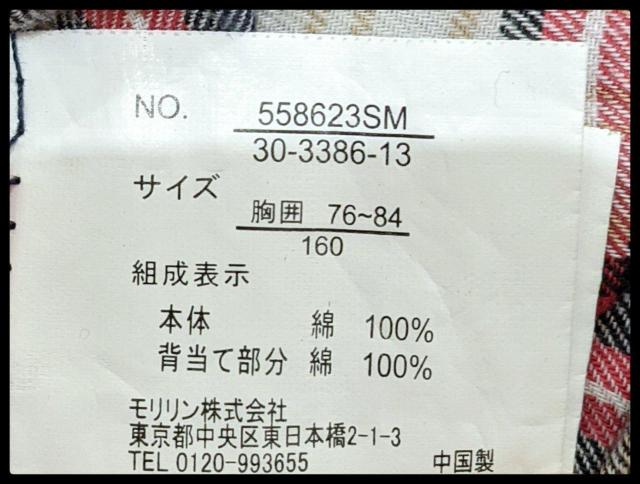 NO. 558623SM
30-3386-13
サイズ
胸囲 76~84
160
組成表示
本体 綿 100%
背当て部分 綿 100%
モリリン株式会社
東京都中央区東日本橋2-1-3
TEL 0120-993655 中国製